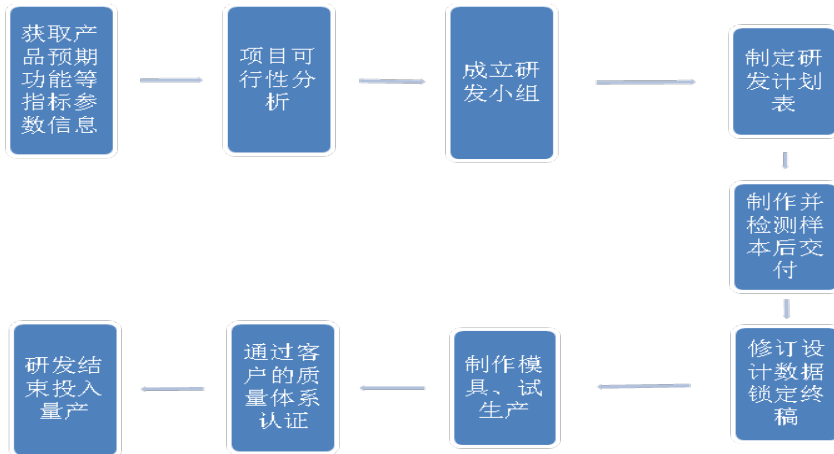 获取产
品预期
功能等
指标参
数信息
项目可
行性分
析
成立研
发小组
制定研
发计划
表
制作并
检测样
本后交
付
修订设
计数据
锁定终
稿
制作模
具、试
生产
通过客
户的质
量体系
认证
研发结
束投入
量产